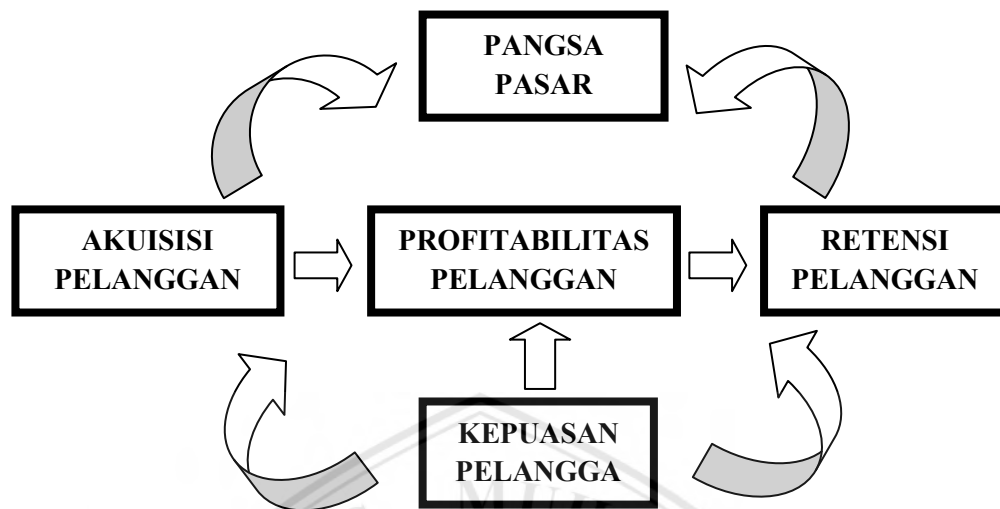 PANGSA
PASAR
AKUISISI
PELANGGAN
PROFITABILITAS
PELANGGAN
RETENSI
PELANGGAN
KEPUASAN
PELANGGA